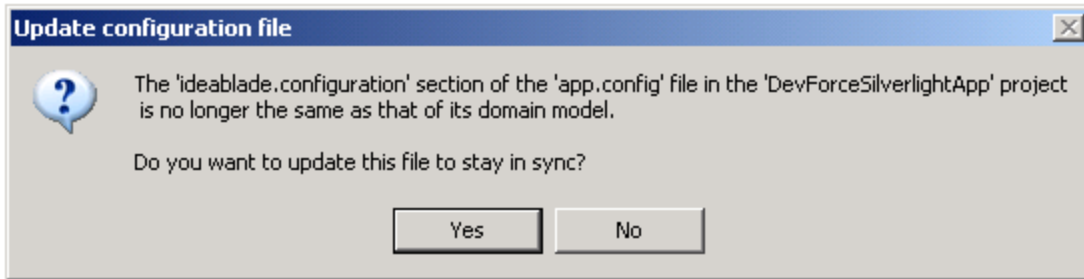 Update configuration file
The 'ideablade.configuration' section of the 'app.config' file in the 'DevForceSilverlightApp' project
is no longer the same as that of its domain model.
Do you want to update this file to stay in sync?
Yes
No